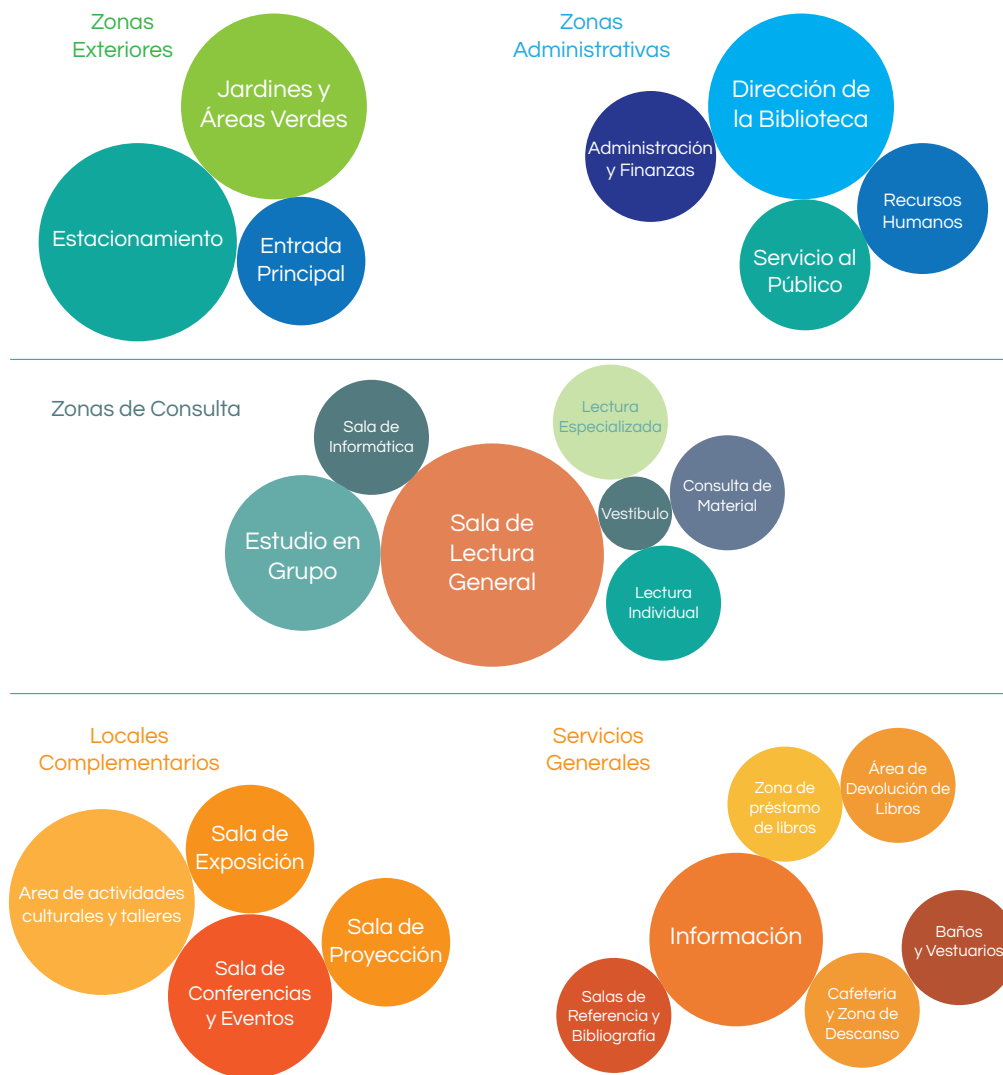 Zonas
Exteriores
Jardines y
Áreas Verdes
Estacionamiento
Entrada
Principal
Zonas
Administrativas
Dirección de
la Biblioteca
Administración
y Finanzas
Recursos
Humanos
Servicio al
Público
Zonas de Consulta
Sala de
Informática
Lectura
Especializada
Consulta de
Material
Vestíbulo
Sala de
Lectura
General
Estudio en
Grupo
Lectura
Individual
Locales
Complementarios
Sala de
Exposición
Area de actividades
culturales y talleres
Sala de
Proyección
Sala de
Conferencias
y Eventos
Servicios
Generales
Zona de
préstamo
de libros
Área de
Devolución de
Libros
Información
Baños
y Vestuarios
Salas de
Referencia y
Bibliografía
Cafetería
y Zona de
Descanso